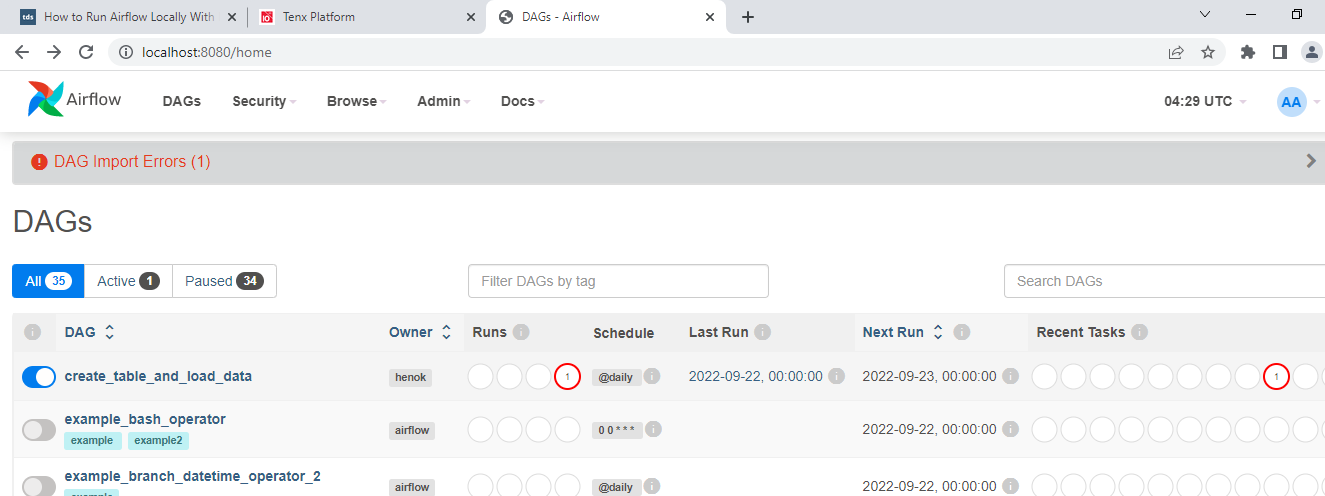 tds How to Run Airflow Locally With
Tenx Platform
DAGs - Airflow
localhost:8080/home
Airflow DAGs Security Browse Admin Docs 04:29 UTC AA
DAG Import Errors (1)
DAGs
All 35 Active 1 Paused 34 Filter DAGs by tag Search DAGs
DAG Owner Runs Schedule Last Run Next Run Recent Tasks
create_table_and_load_data henok 1 @daily 2022-09-22, 00:00:00 2022-09-23, 00:00:00 1
example_bash_operator
airflow 0 0 * * * 2022-09-22, 00:00:00
example example2
example_branch_datetime_operator_2
airflow @daily 2022-09-22, 00:00:00